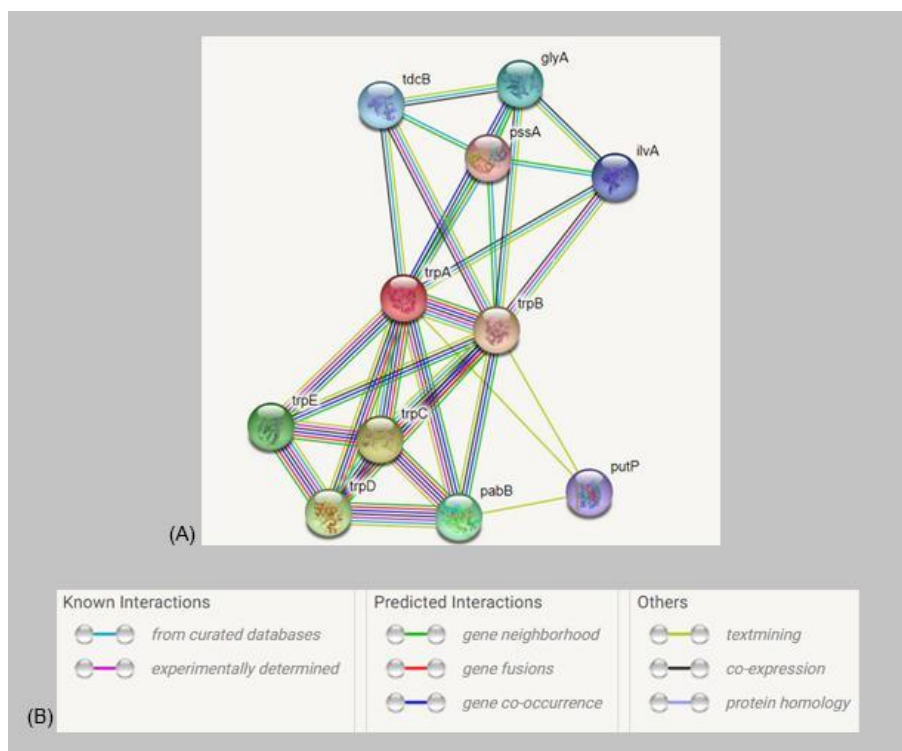 glyA
tdcB
pssA
ilvA
trpA
trpB
trpE
trpC
putP
trpD
pabB
(A)
Known Interactions
from curated databases
experimentally determined
Predicted Interactions
gene neighborhood
gene fusions
gene co-occurrence
Others
textmining
co-expression
protein homology
(B)